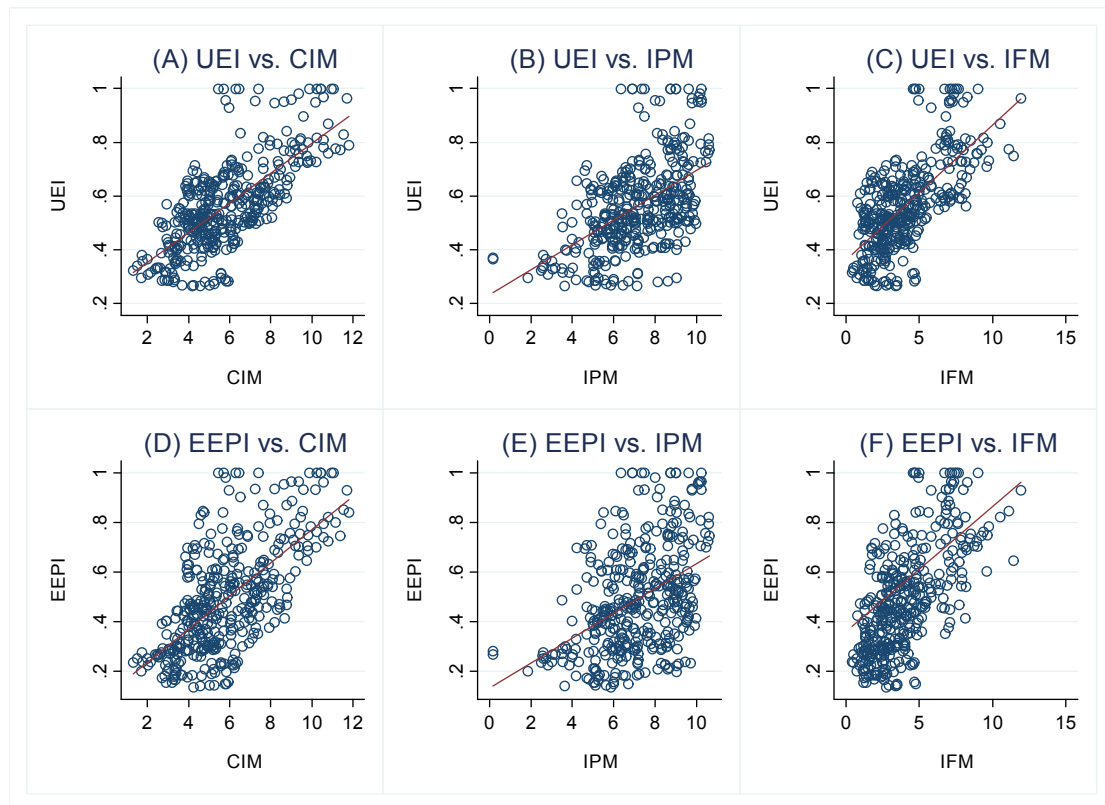 (A) UEI vs. CIM
UEI
.2
.4
.6
.8
1
2 4 6 8 10 12
CIM
(B) UEI vs. IPM
UEI
.2
.4
.6
.8
1
0 2 4 6 8 10
IPM
(C) UEI vs. IFM
UEI
.2
.4
.6
.8
1
0 5 10 15
IFM
(D) EEPI vs. CIM
EEPI
.2
.4
.6
.8
1
2 4 6 8 10 12
CIM
(E) EEPI vs. IPM
EEPI
.2
.4
.6
.8
1
0 2 4 6 8 10
IPM
(F) EEPI vs. IFM
EEPI
.2
.4
.6
.8
1
0 5 10 15
IFM